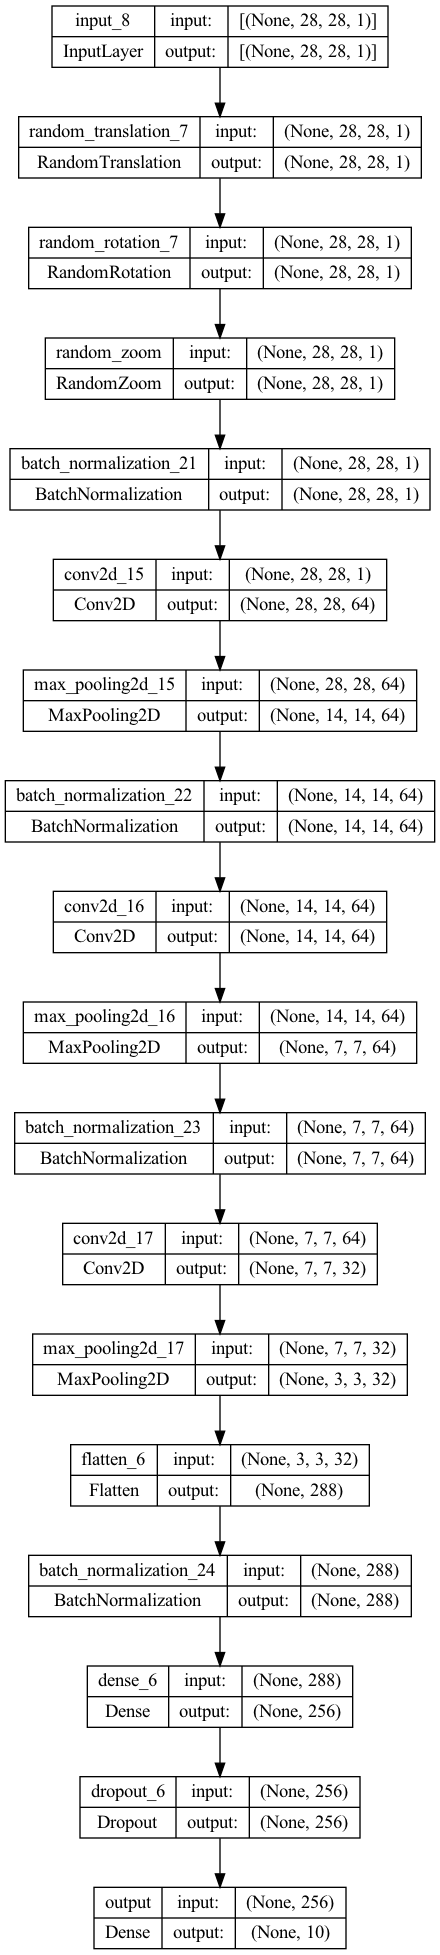 input_8 input: [(None, 28, 28, 1)]
InputLayer output: [(None, 28, 28, 1)]
random_translation_7 input: (None, 28, 28, 1)
RandomTranslation output: (None, 28, 28, 1)
random_rotation_7 input: (None, 28, 28, 1)
RandomRotation output: (None, 28, 28, 1)
random_zoom input: (None, 28, 28, 1)
RandomZoom output: (None, 28, 28, 1)
batch_normalization_21 input: (None, 28, 28, 1)
BatchNormalization output: (None, 28, 28, 1)
conv2d_15 input: (None, 28, 28, 1)
Conv2D output: (None, 28, 28, 64)
max_pooling2d_15 input: (None, 28, 28, 64)
MaxPooling2D output: (None, 14, 14, 64)
batch_normalization_22 input: (None, 14, 14, 64)
BatchNormalization output: (None, 14, 14, 64)
conv2d_16 input: (None, 14, 14, 64)
Conv2D output: (None, 14, 14, 64)
max_pooling2d_16 input: (None, 14, 14, 64)
MaxPooling2D output: (None, 7, 7, 64)
batch_normalization_23 input: (None, 7, 7, 64)
BatchNormalization output: (None, 7, 7, 64)
conv2d_17 input: (None, 7, 7, 64)
Conv2D output: (None, 7, 7, 32)
max_pooling2d_17 input: (None, 7, 7, 32)
MaxPooling2D output: (None, 3, 3, 32)
flatten_6 input: (None, 3, 3, 32)
Flatten output: (None, 288)
batch_normalization_24 input: (None, 288)
BatchNormalization output: (None, 288)
dense_6 input: (None, 288)
Dense output: (None, 256)
dropout_6 input: (None, 256)
Dropout output: (None, 256)
output input: (None, 256)
Dense output: (None, 10)